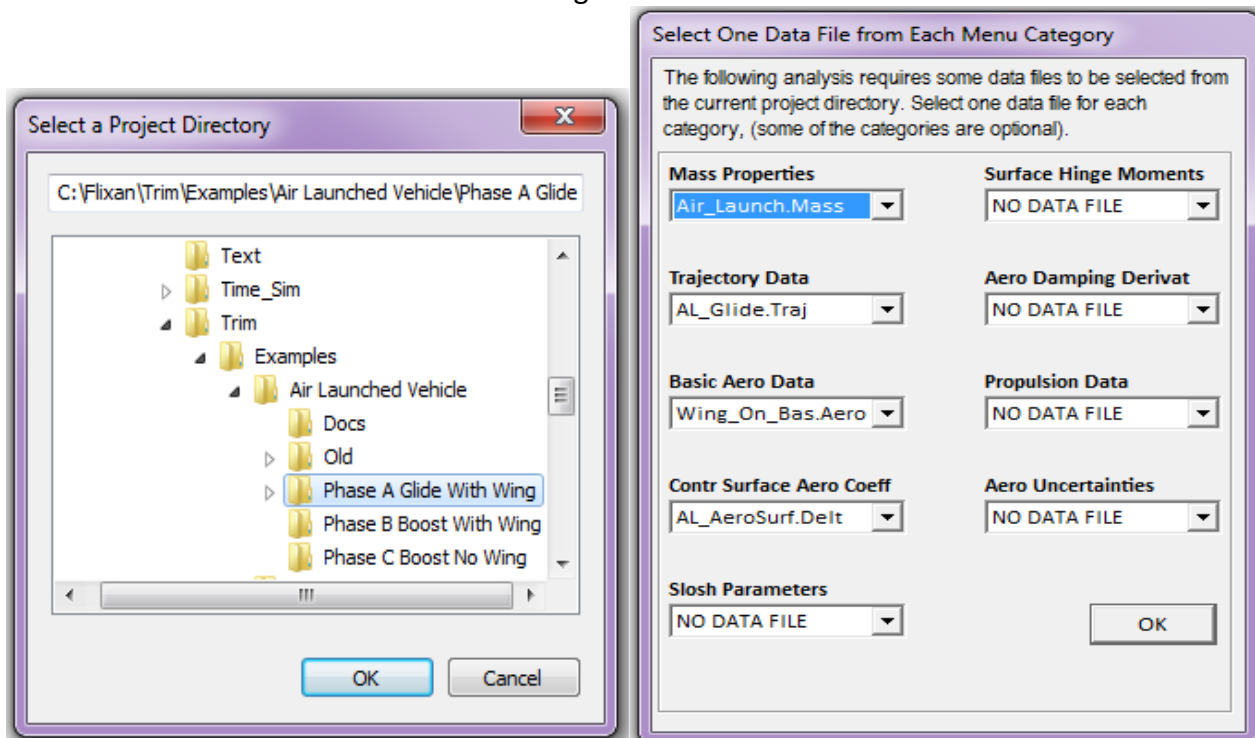 Select a Project Directory
X
C:\Flixan\Trim\Examples\Air Launched Vehicle\Phase A Glide
Text
Time_Sim
Trim
Examples
Air Launched Vehicle
Docs
Old
Phase A Glide With Wing
Phase B Boost With Wing
Phase C Boost No Wing
OK
Cancel
Select One Data File from Each Menu Category
The following analysis requires some data files to be selected from
the current project directory. Select one data file for each
category, (some of the categories are optional).
Mass Properties
Air_Launch.Mass
Surface Hinge Moments
NO DATA FILE
Trajectory Data
AL_Glide.Traj
Aero Damping Derivat
NO DATA FILE
Basic Aero Data
Wing_On_Bas.Aero
Propulsion Data
NO DATA FILE
Contr Surface Aero Coeff
AL_AeroSurf.Delt
Aero Uncertainties
NO DATA FILE
Slosh Parameters
NO DATA FILE
OK